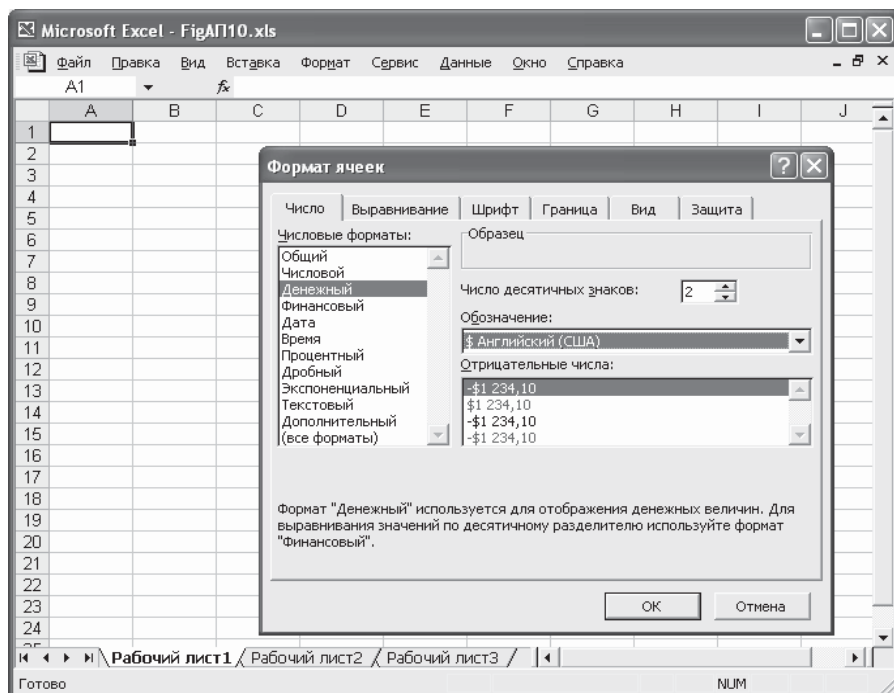 Microsoft Excel - FigАП10.xls
Файл Правка Вид Вставка Формат Сервис Данные Окно Справка
A1 fx
A B C D E F G H I J
1
2
3
4
5
6
7
8
9
10
11
12
13
14
15
16
17
18
19
20
21
22
23
24
Формат ячеек
Число Выравнивание Шрифт Граница Вид Защита
Числовые форматы:
Общий
Числовой
Денежный
Финансовый
Дата
Время
Процентный
Дробный
Экспоненциальный
Текстовый
Дополнительный
(все форматы)
Образец
Число десятичных знаков: 2
Обозначение:
$ Английский (США)
Отрицательные числа:
-$1 234,10
$1 234,10
-$1 234,10
-$1 234,10
Формат "Денежный" используется для отображения денежных величин. Для
выравнивания значений по десятичному разделителю используйте формат
"Финансовый".
ОК Отмена
Рабочий лист1 Рабочий лист2 Рабочий лист3
Готово NUM